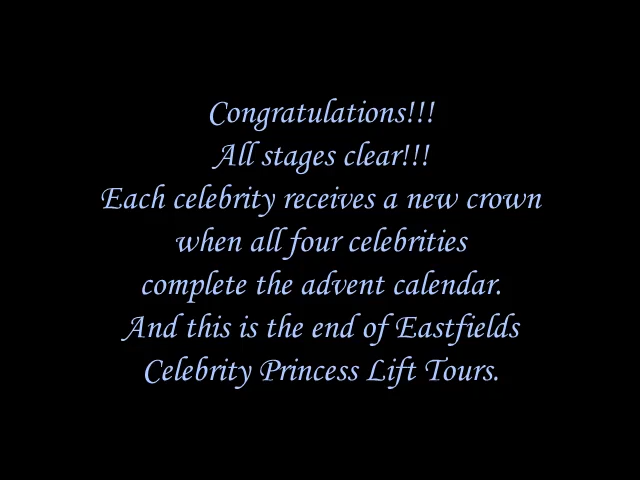 Congratulations!!!
All stages clear!!!
Each celebrity receives a new crown
when all four celebrities
complete the advent calendar.
And this is the end of Eastfields
Celebrity Princess Lift Tours.